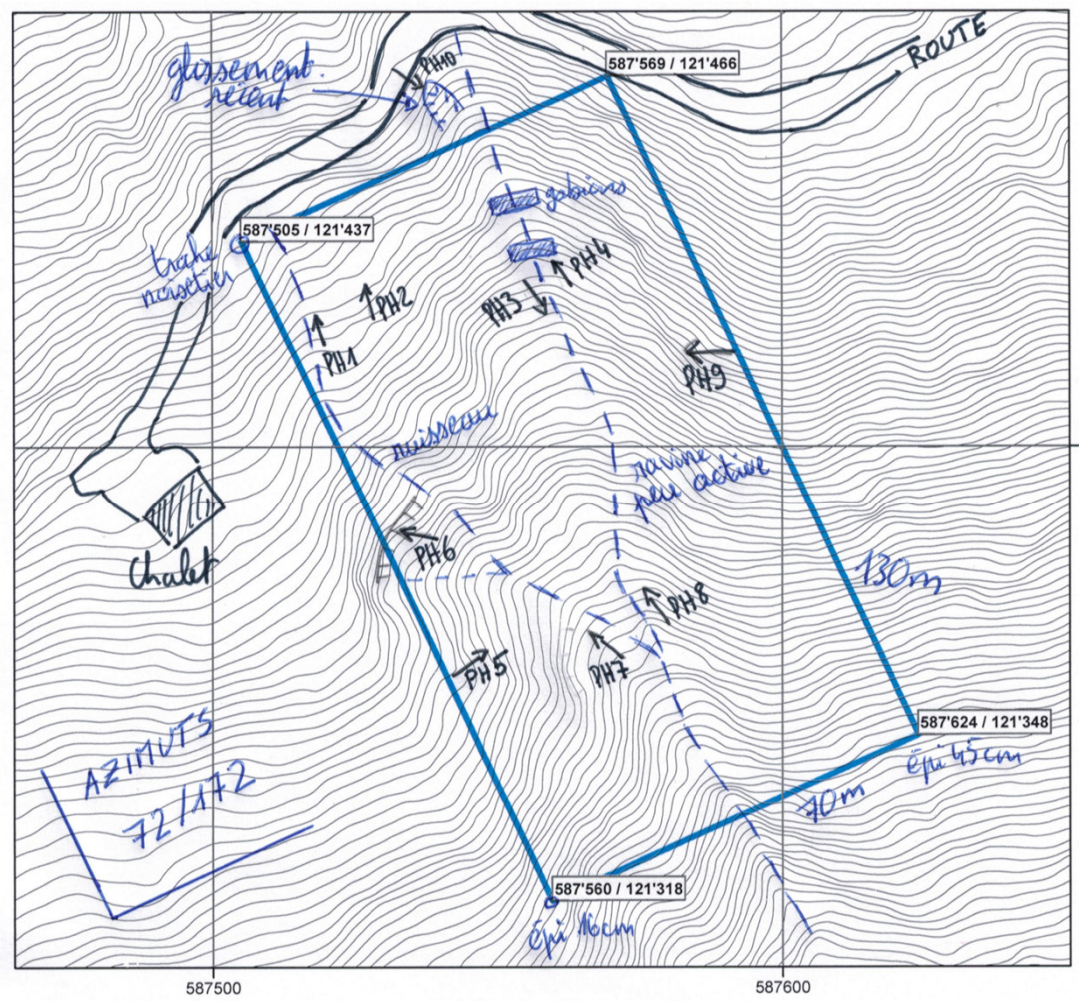 ROUTE
glissement
récent
PH10
587'569 / 121'466
gabions
587'505 / 121'437
trahe
noisetier
PH4
PH3
PH2
PH1
PH9
ruisseau
ravine
peu active
PH6
Chalet
130m
PH8
PH7
PH5
AZIMUTS
72/172
587'624 / 121'348
épi 45cm
70m
587'560 / 121'318
épi 16cm
587500
587600